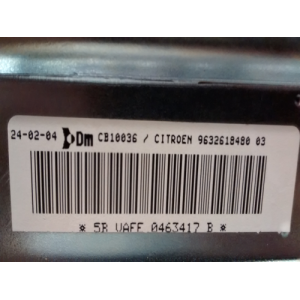 24-02-04 Dm CB10036 / CITROEN 9632618480 03
* 5R UAFF 0463417 B *